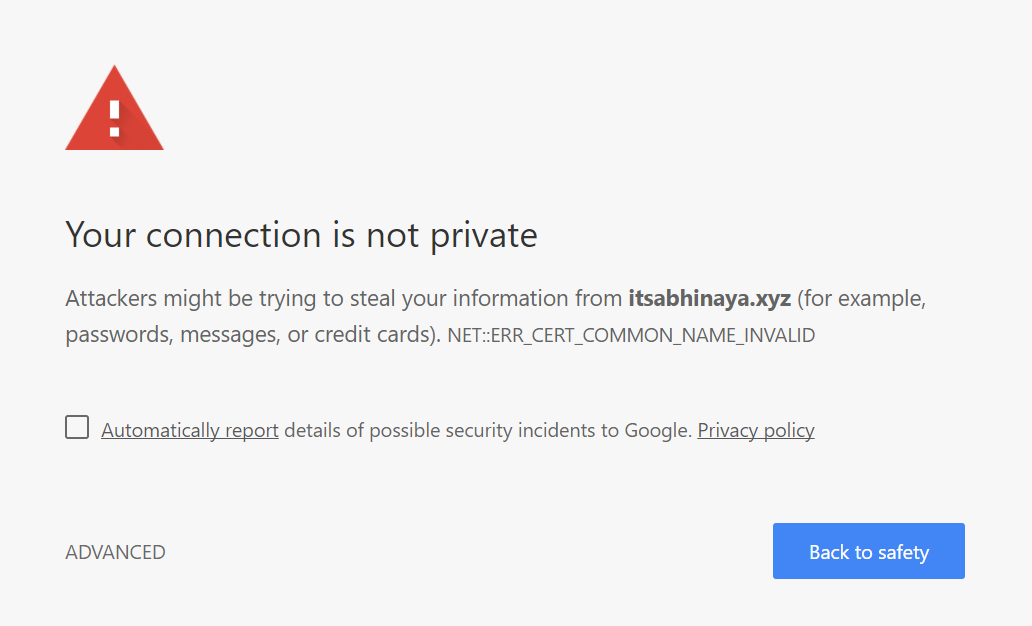 Your connection is not private
Attackers might be trying to steal your information from itsabhinaya.xyz (for example,
passwords, messages, or credit cards). NET::ERR_CERT_COMMON_NAME_INVALID
Automatically report details of possible security incidents to Google. Privacy policy
ADVANCED
Back to safety